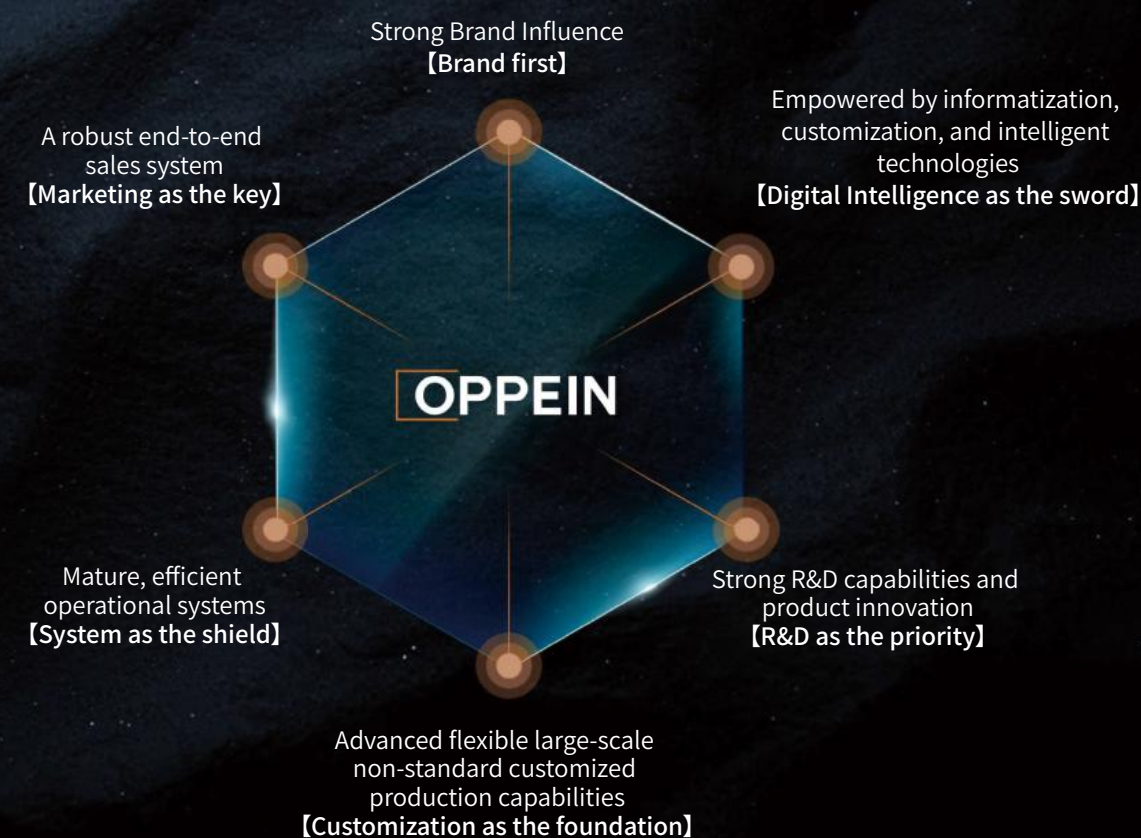 Strong Brand Influence
【Brand first】
Empowered by informatization,
customization, and intelligent
technologies
【Digital Intelligence as the sword】
A robust end-to-end
sales system
【Marketing as the key】
OPPEIN
Mature, efficient
operational systems
【System as the shield】
Strong R&D capabilities and
product innovation
【R&D as the priority】
Advanced flexible large-scale
non-standard customized
production capabilities
【Customization as the foundation】